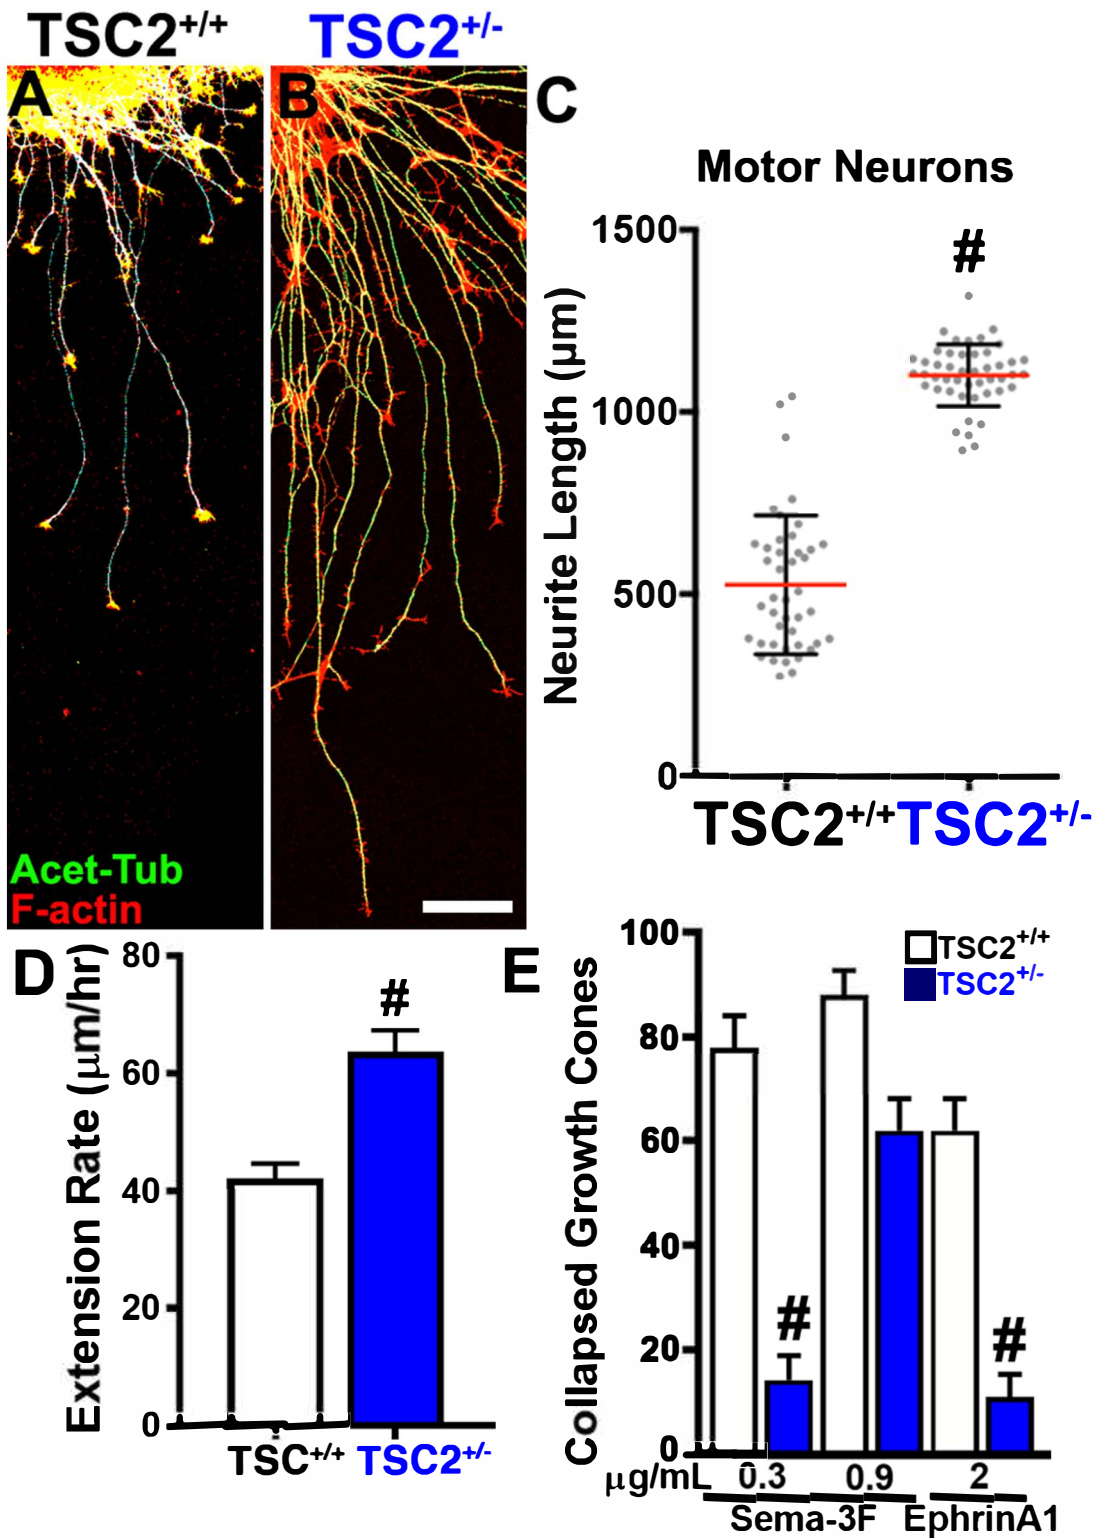 TSC2+/+ TSC2+/-
A B C
Motor Neurons
Neurite Length (µm)
1500
1000
500
0
#
TSC2+/+ TSC2+/-
Acet-Tub
F-actin
D
Extension Rate (µm/hr)
80
60
40
20
0
#
TSC+/+ TSC2+/-
E
Collapsed Growth Cones
100
80
60
40
20
0
TSC2+/+
TSC2+/-
#
#
µg/mL 0.3 0.9 2
Sema-3F EphrinA1